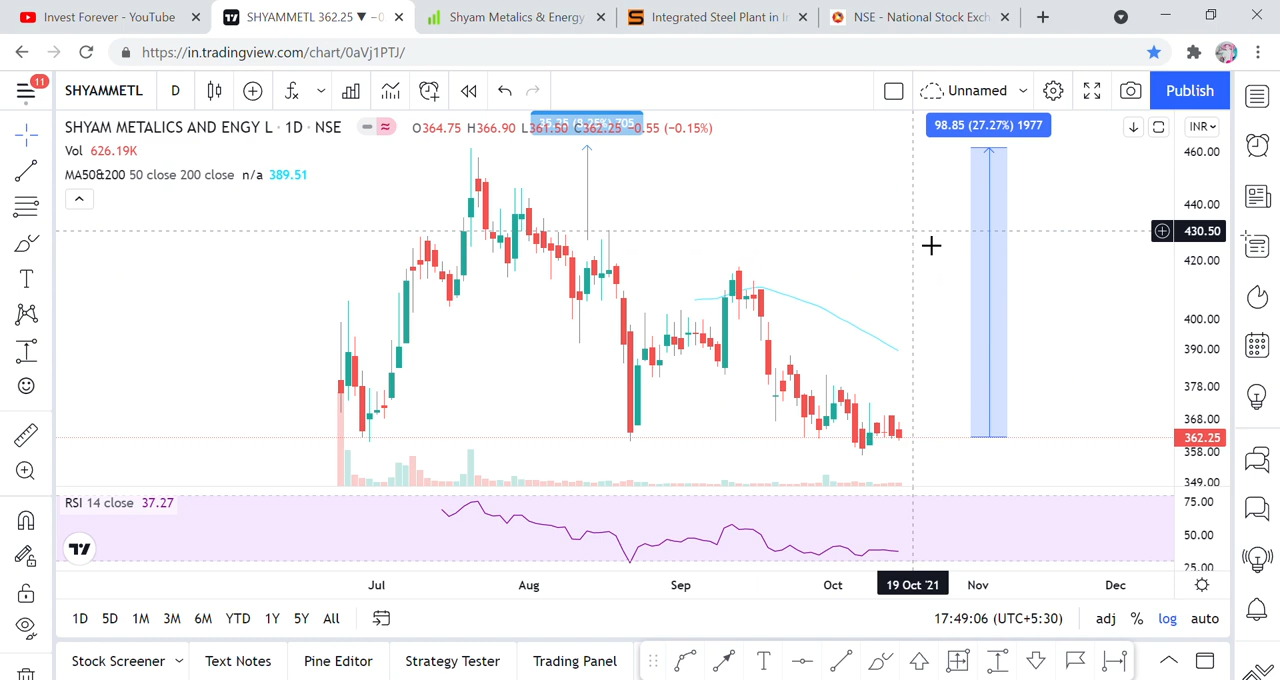 Invest Forever - YouTube
SHYAMMETL 362.25 ▼ −0
Shyam Metalics & Energy
Integrated Steel Plant in I
NSE - National Stock Exch
https://in.tradingview.com/chart/0aVj1PTJ/
11
SHYAMMETL
D
Unnamed
Publish
SHYAM METALICS AND ENGY L · 1D · NSE
O364.75 H366.90 L361.50 C362.25 −0.55 (−0.15%)
98.85 (27.27%) 1977
INR
Vol 626.19K
MA50&200 50 close 200 close n/a 389.51
460.00
440.00
430.50
420.00
400.00
390.00
378.00
368.00
362.25
358.00
349.00
RSI 14 close 37.27
75.00
50.00
25.00
Jul
Aug
Sep
Oct
19 Oct '21
Nov
Dec
1D 5D 1M 3M 6M YTD 1Y 5Y All
17:49:06 (UTC+5:30)
adj % log auto
Stock Screener
Text Notes
Pine Editor
Strategy Tester
Trading Panel